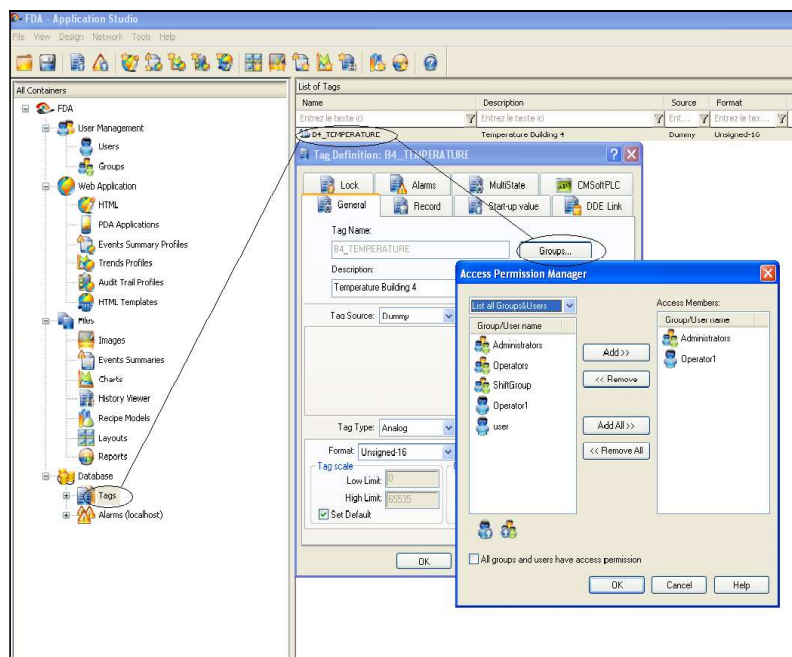 FDA - Application Studio
File View Design Network Tools Help
All Containers
FDA
User Management
Users
Groups
Web Application
HTML
PDA Applications
Events Summary Profiles
Trends Profiles
Audit Trail Profiles
HTML Templates
Files
Images
Events Summaries
Charts
History Viewer
Recipe Models
Layouts
Reports
Database
Tags
Alarms (localhost)
List of Tags
Name Description Source Format
Entrez le texte ici Entrez le texte ici Ent... Entrez le tex...
B4_TEMPERATURE Temperature Building 4 Dummy Unsigned-16
Tag Definition: B4_TEMPERATURE
Lock Alarms MultiState CMSoftPLC
General Record Start-up value DDE Link
Tag Name:
B4_TEMPERATURE Groups...
Description:
Temperature Building 4
Tag Source: Dummy
Tag Type: Analog
Format: Unsigned-16
Tag scale
Low Limit: 0
High Limit: 65535
Set Default
OK
Access Permission Manager
List all Groups&Users
Group/User name
Administrators
Operators
ShiftGroup
Operator1
user
Add >>
<< Remove
Add All >>
<< Remove All
Access Members:
Group/User name
Administrators
Operator1
All groups and users have access permission
OK Cancel Help